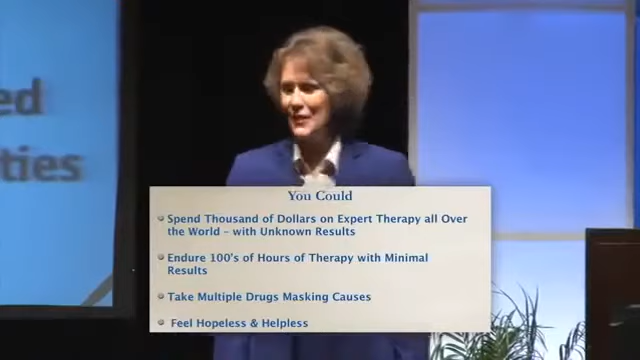 ed
ties
You Could
Spend Thousand of Dollars on Expert Therapy all Over
the World – with Unknown Results
Endure 100's of Hours of Therapy with Minimal
Results
Take Multiple Drugs Masking Causes
Feel Hopeless & Helpless